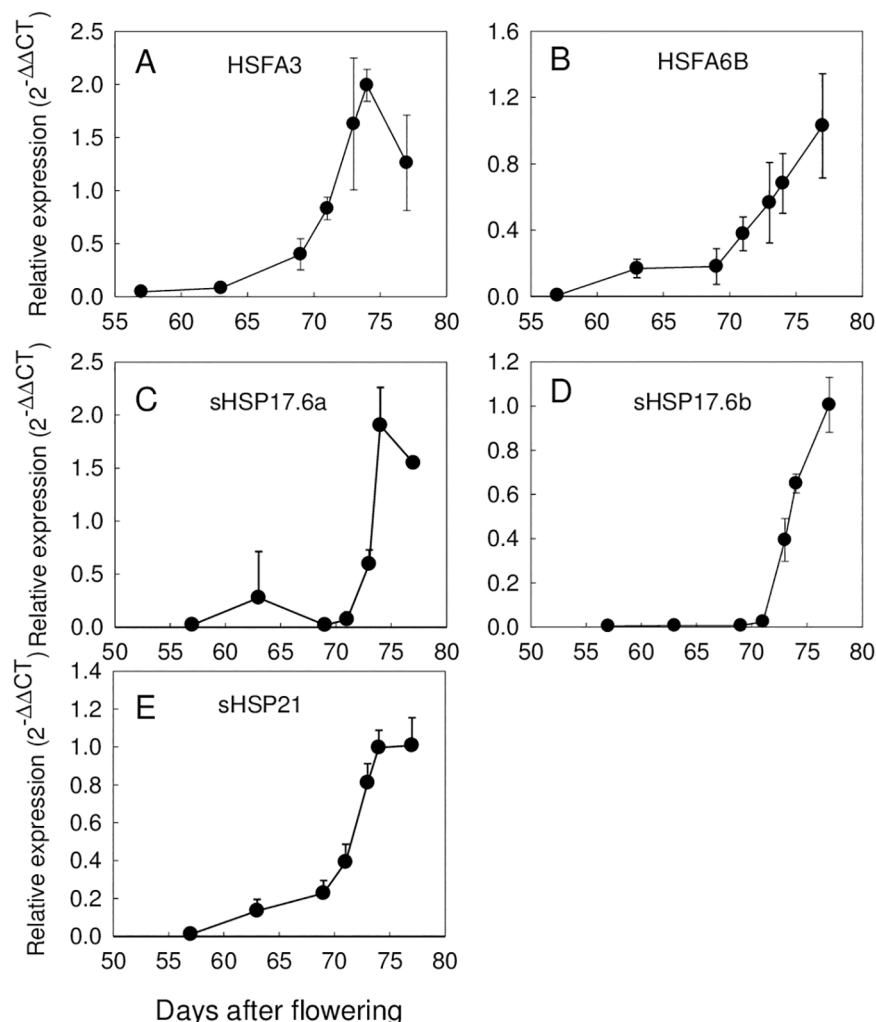 A
HSFA3
Relative expression (2^-ΔΔCT)
2.5
2.0
1.5
1.0
0.5
0.0
55 60 65 70 75 80
B
HSFA6B
1.6
1.2
0.8
0.4
0.0
55 60 65 70 75 80
C
sHSP17.6a
Relative expression (2^-ΔΔCT)
2.5
2.0
1.5
1.0
0.5
0.0
50 55 60 65 70 75 80
D
sHSP17.6b
1.2
1.0
0.8
0.6
0.4
0.2
0.0
50 55 60 65 70 75 80
E
sHSP21
Relative expression (2^-ΔΔCT)
1.4
1.2
1.0
0.8
0.6
0.4
0.2
0.0
50 55 60 65 70 75 80
Days after flowering